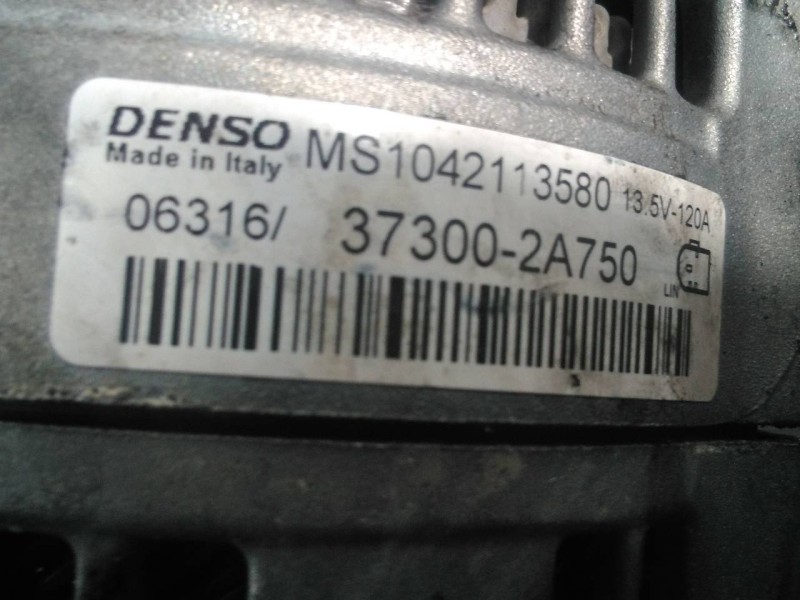 DENSO MS1042113580 13.5V-120A
Made in Italy
06316/ 37300-2A750
LIN